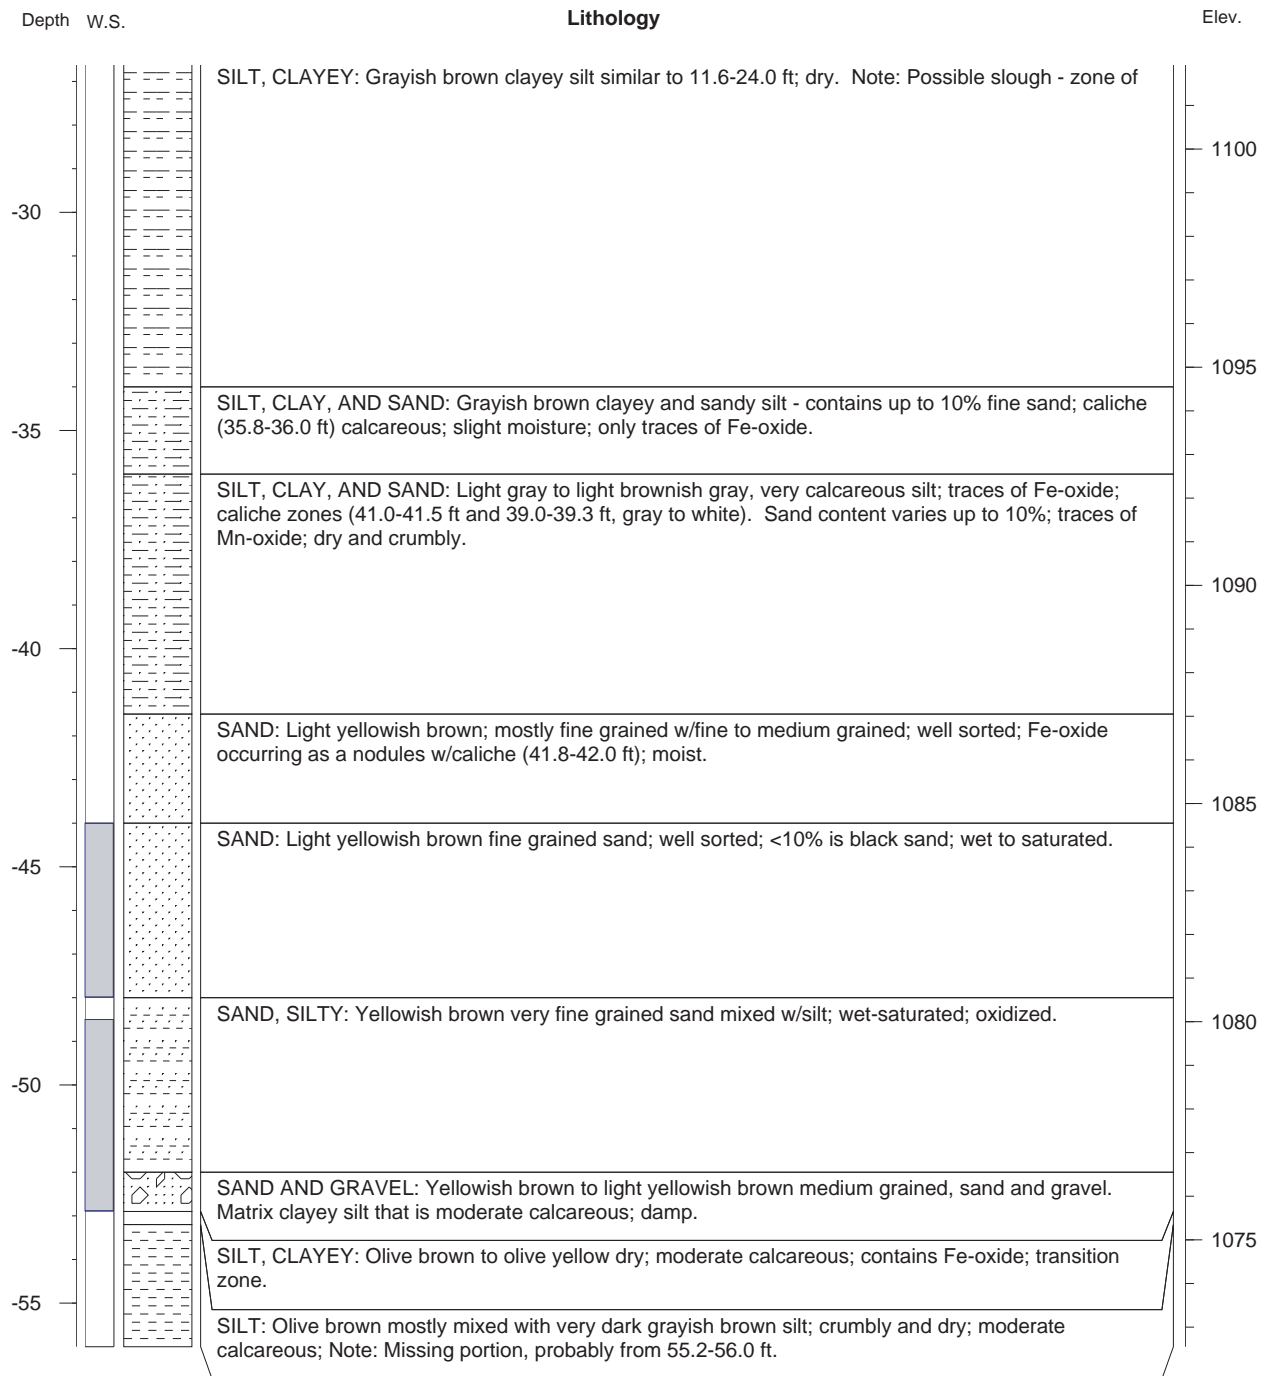 Depth W.S. Lithology Elev.
SILT, CLAYEY: Grayish brown clayey silt similar to 11.6-24.0 ft; dry.  Note: Possible slough - zone of
1100
-30
1095
SILT, CLAY, AND SAND: Grayish brown clayey and sandy silt - contains up to 10% fine sand; caliche
(35.8-36.0 ft) calcareous; slight moisture; only traces of Fe-oxide.
-35
SILT, CLAY, AND SAND: Light gray to light brownish gray, very calcareous silt; traces of Fe-oxide;
caliche zones (41.0-41.5 ft and 39.0-39.3 ft, gray to white).  Sand content varies up to 10%; traces of
Mn-oxide; dry and crumbly.
1090
-40
SAND: Light yellowish brown; mostly fine grained w/fine to medium grained; well sorted; Fe-oxide
occurring as a nodules w/caliche (41.8-42.0 ft); moist.
1085
SAND: Light yellowish brown fine grained sand; well sorted; <10% is black sand; wet to saturated.
-45
SAND, SILTY: Yellowish brown very fine grained sand mixed w/silt; wet-saturated; oxidized.
1080
-50
SAND AND GRAVEL: Yellowish brown to light yellowish brown medium grained, sand and gravel.
Matrix clayey silt that is moderate calcareous; damp.
1075
SILT, CLAYEY: Olive brown to olive yellow dry; moderate calcareous; contains Fe-oxide; transition
zone.
-55
SILT: Olive brown mostly mixed with very dark grayish brown silt; crumbly and dry; moderate
calcareous; Note: Missing portion, probably from 55.2-56.0 ft.